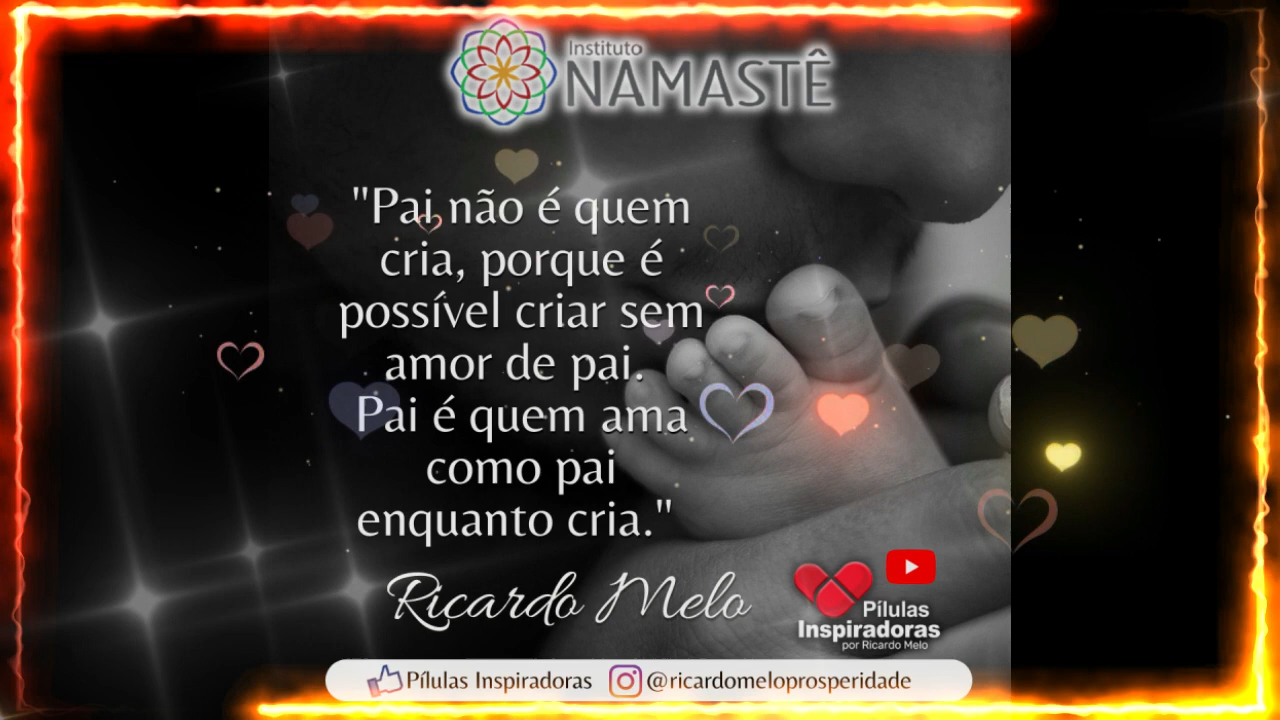 Instituto
NAMASTÊ
"Pai não é quem
cria, porque é
possível criar sem
amor de pai.
Pai é quem ama
como pai
enquanto cria."
Ricardo Melo
Pílulas
Inspiradoras
por Ricardo Melo
Pílulas Inspiradoras @ricardomeloprosperidade